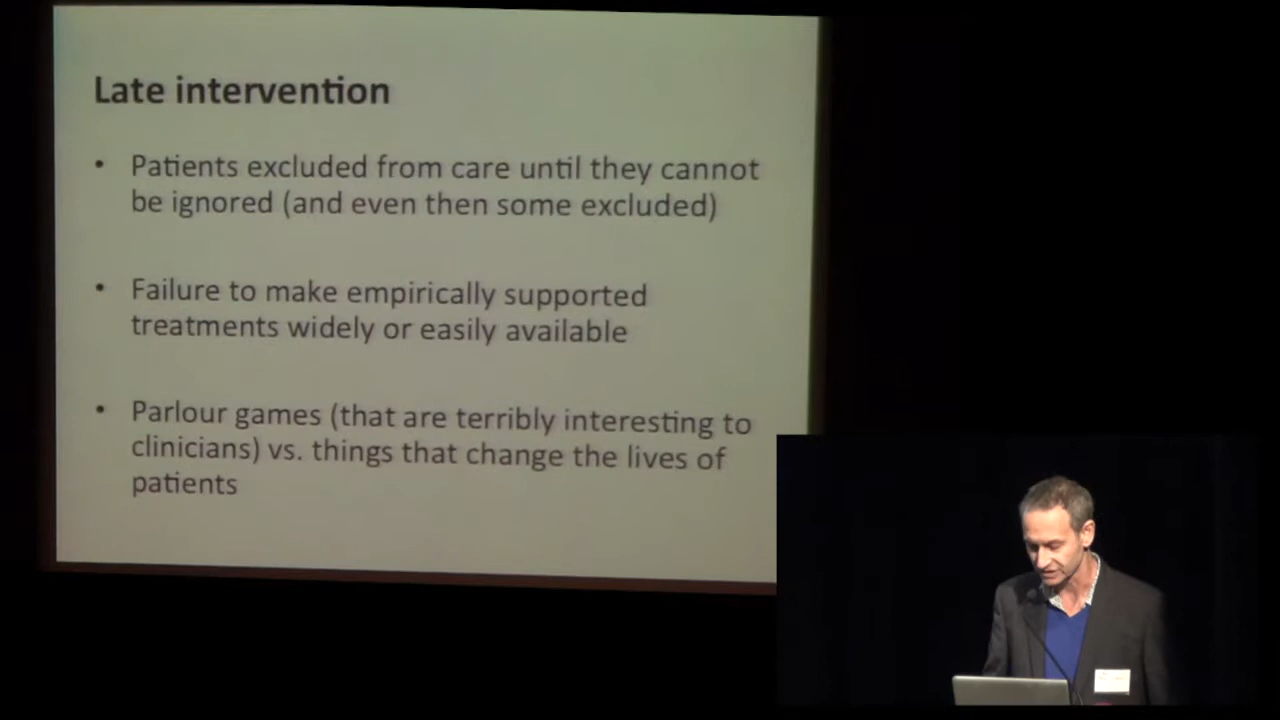 Late intervention
• Patients excluded from care until they cannot
be ignored (and even then some excluded)
• Failure to make empirically supported
treatments widely or easily available
• Parlour games (that are terribly interesting to
clinicians) vs. things that change the lives of
patients